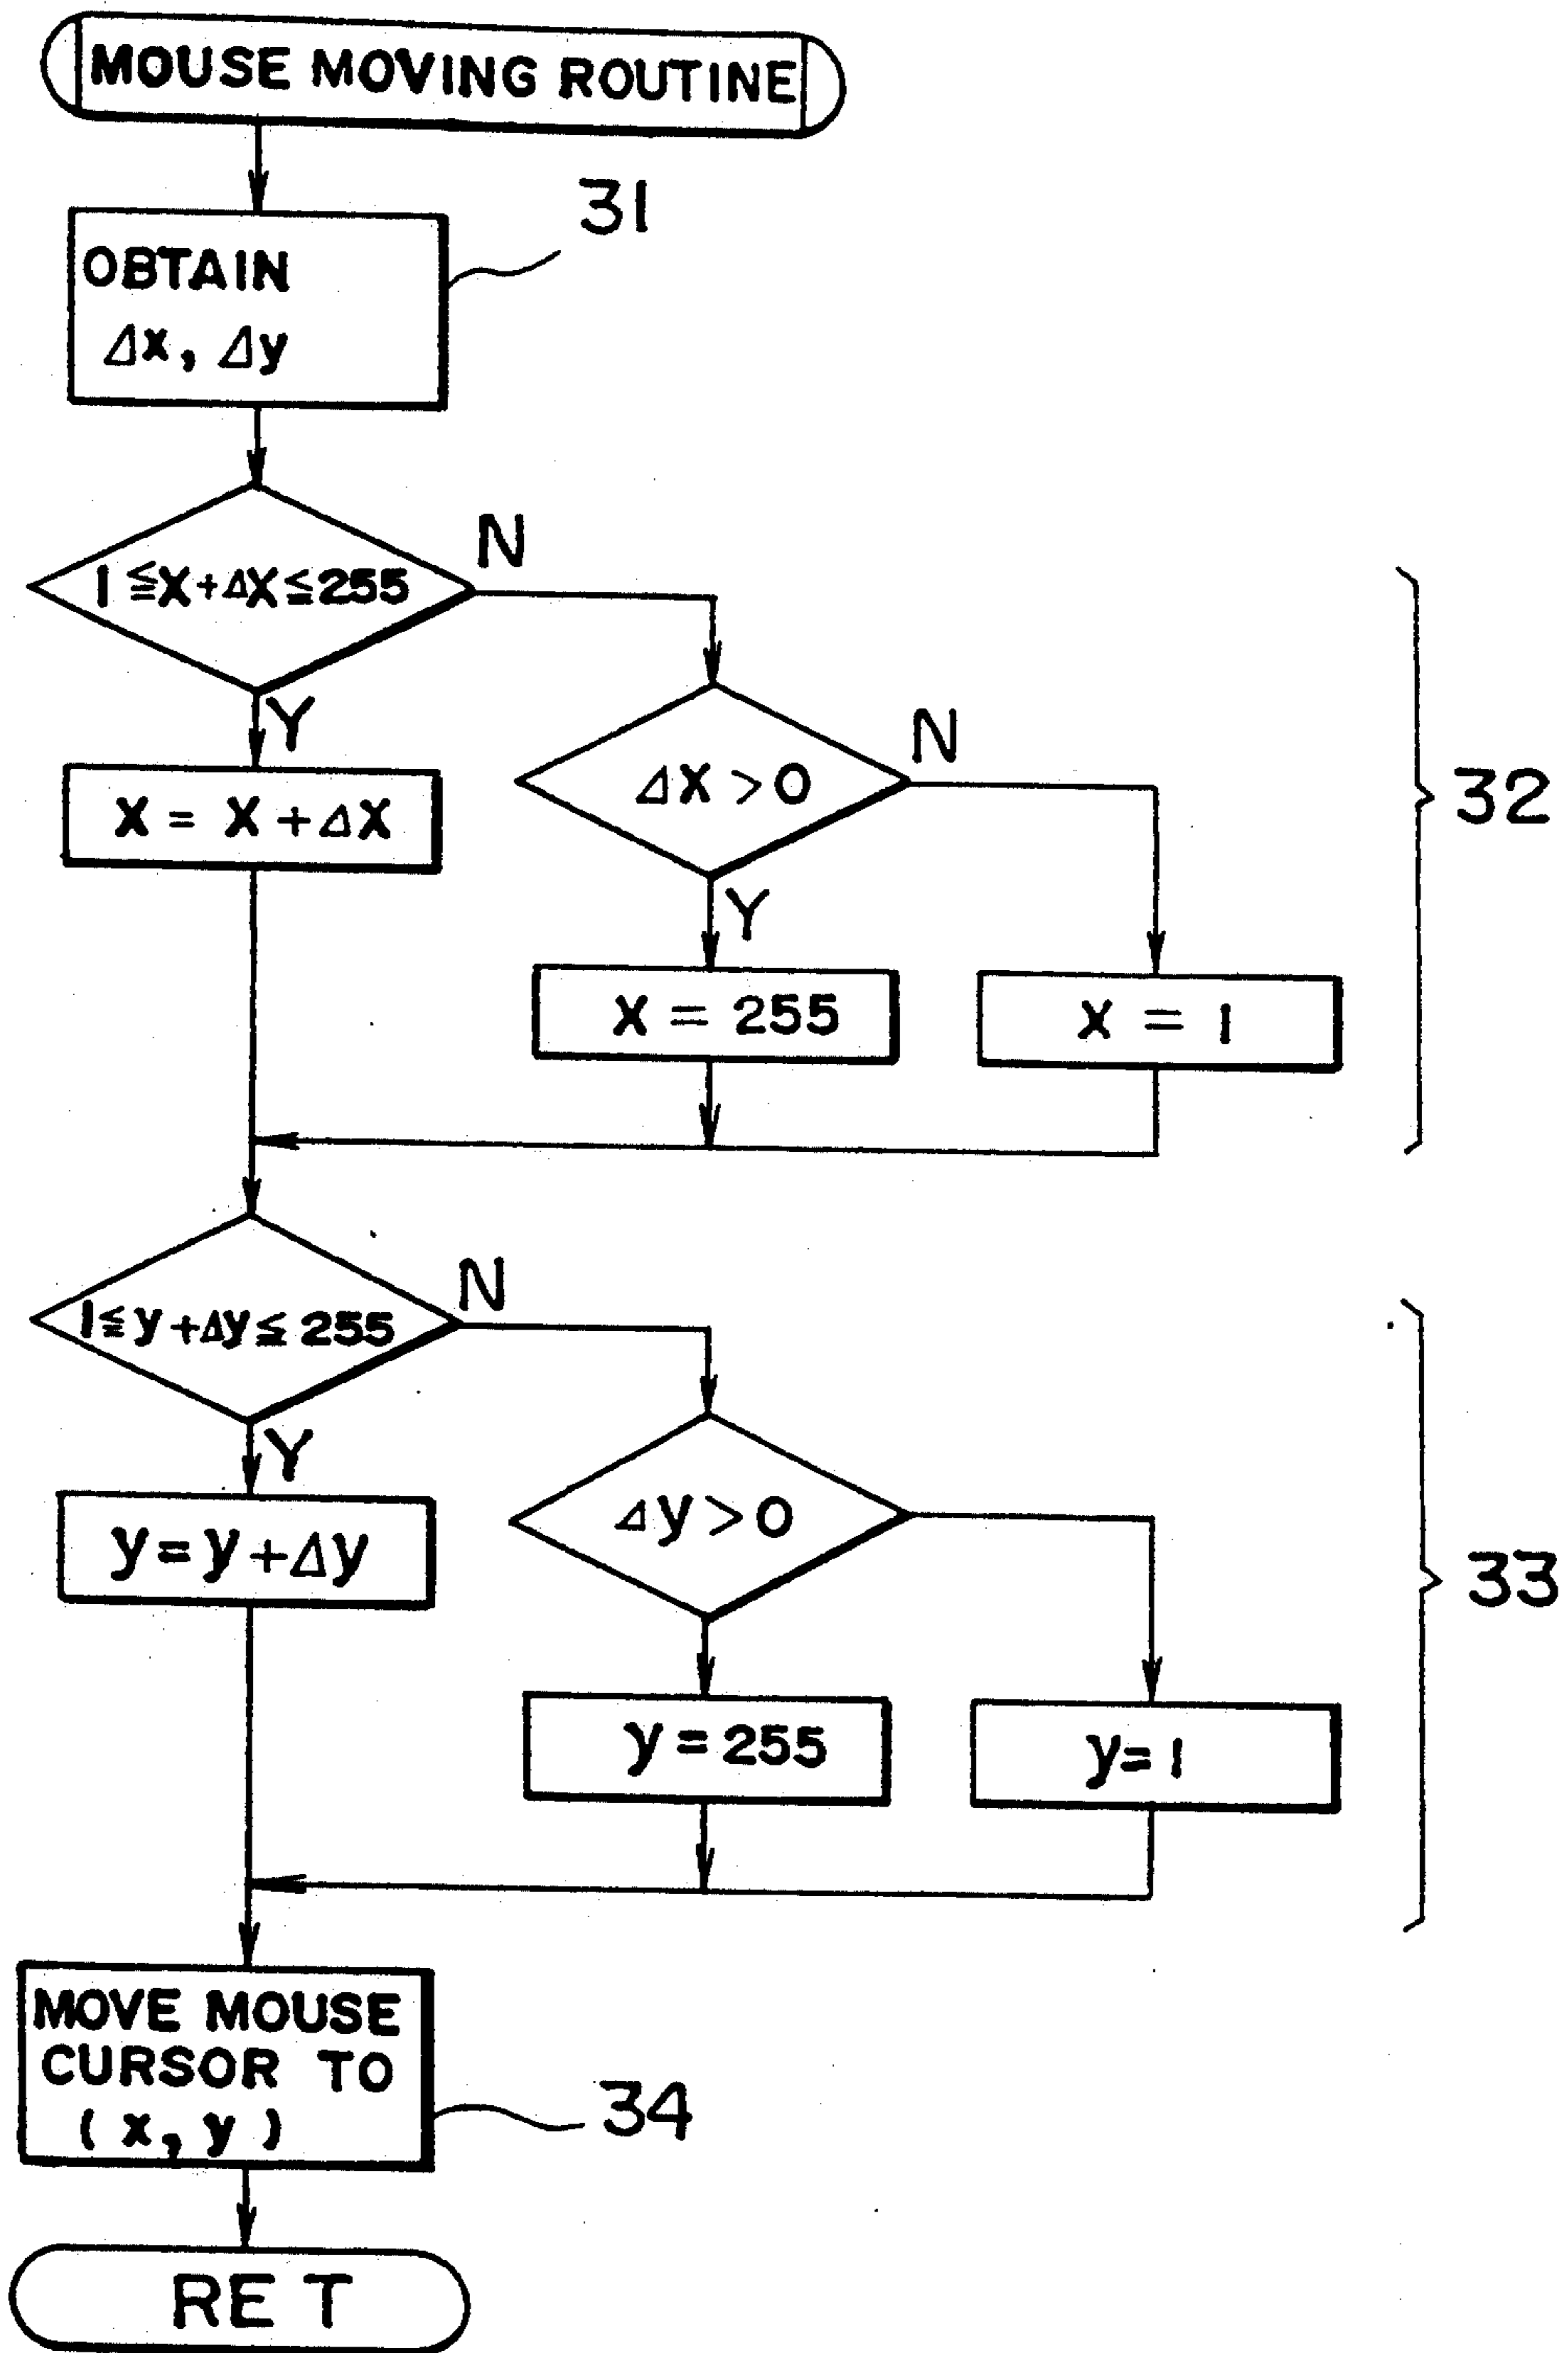 MOUSE MOVING ROUTINE
31
OBTAIN
Δx, Δy
N
1≦x+Δx≦255
Y
N
x = x+Δx
Δx > 0
32
Y
x = 255
x = 1
N
1≦y+Δy≦255
Y
y=y+Δy
Δy>0
33
y=255
y=1
MOVE MOUSE
CURSOR TO
(x, y)
34
RET